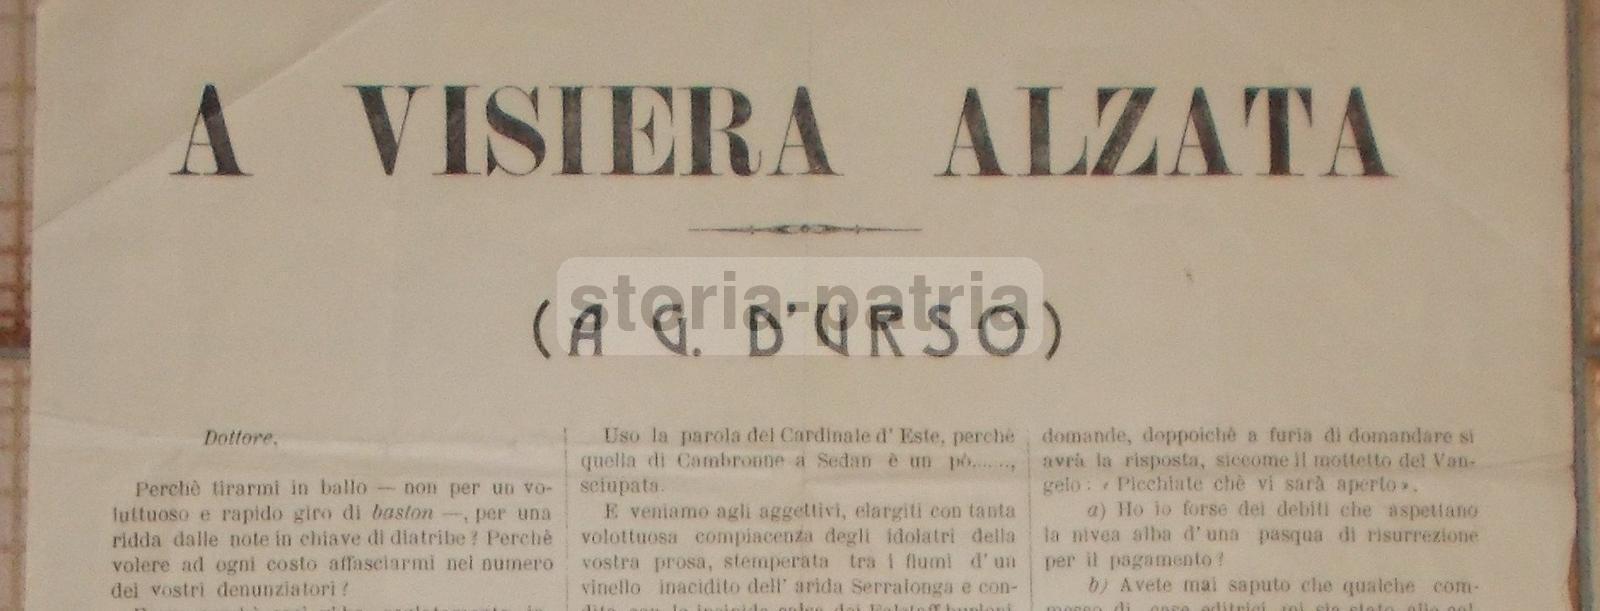 A VISIERA ALZATA
storia-patria
(A G. D'URSO)
Dottore,
Perchè tirarmi in ballo — non per un vo-
luttuoso e rapido giro di baston —, per una
ridda dalle note in chiave di diatribe? Perchè
volere ad ogni costo affasciarmi nel numero
dei vostri denunziatori?
Uso la parola del Cardinale d' Este, perchè
quella di Cambronne a Sedan è un pò......,
sciupata.
E veniamo agli aggettivi, elargiti con tanta
volottuosa compiacenza degli idolatri della
vostra prosa, stemperata tra i fiumi d' un
vinello inacidito dell' arida Serralonga e con-
domande, doppoichè a furia di domandare si
avrà la risposta, siccome il mottetto del Van-
gelo: « Picchiate chè vi sarà aperto ».
a) Ho io forse dei debiti che aspettano
la nivea alba d' una pasqua di risurrezione
per il pagamento?
b) Avete mai saputo che qualche com-